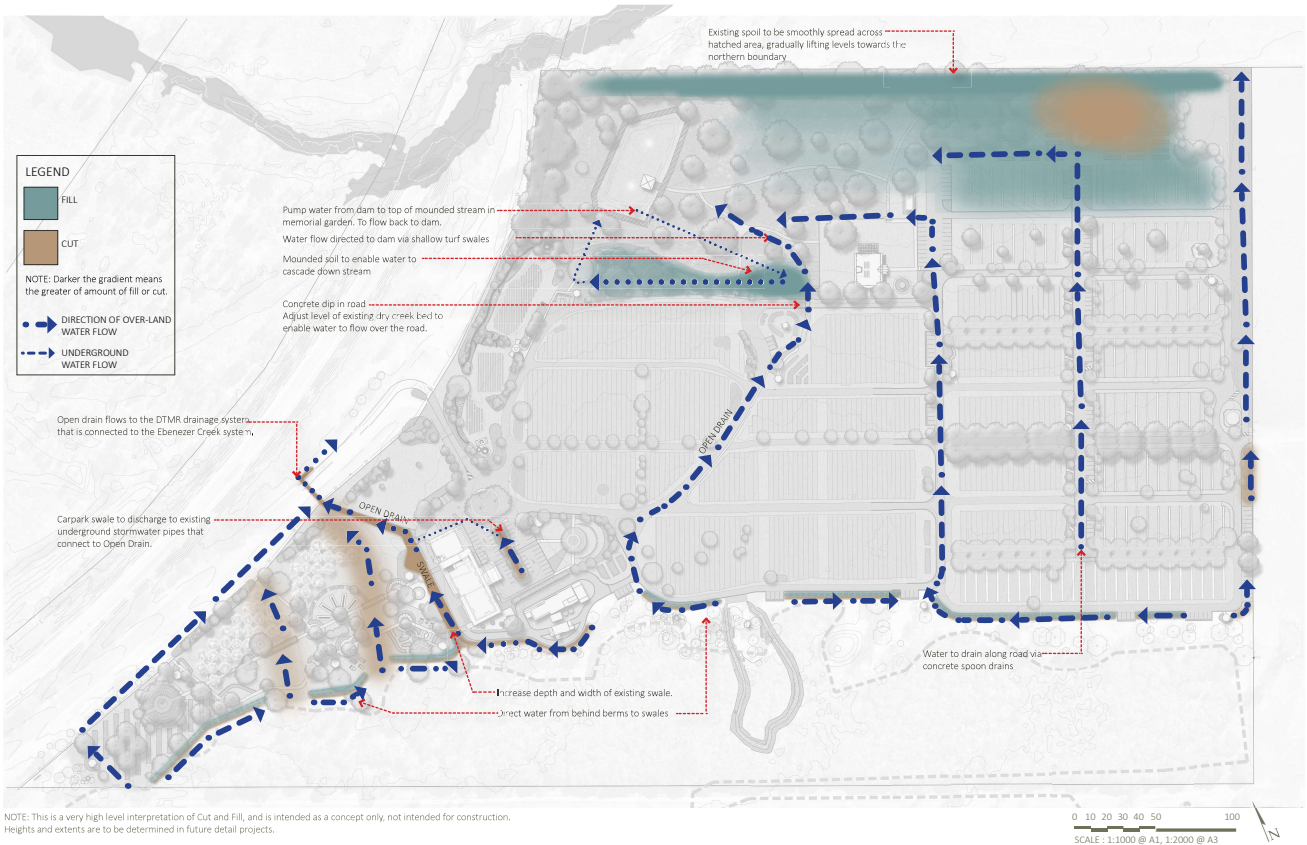 Existing spoil to be smoothly spread across
hatched area, gradually lifting levels towards the
northern boundary
LEGEND
FILL
CUT
NOTE: Darker the gradient means
the greater of amount of fill or cut.
DIRECTION OF OVER-LAND
WATER FLOW
UNDERGROUND
WATER FLOW
Pump water from dam to top of mounded stream in
memorial garden. To flow back to dam.
Water flow directed to dam via shallow turf swales
Mounded soil to enable water to
cascade down stream
Concrete dip in road
Adjust level of existing dry creek bed to
enable water to flow over the road.
Open drain flows to the DTMR drainage system
that is connected to the Ebenezer Creek system,
OPEN DRAIN
OPEN DRAIN
Carpark swale to discharge to existing
underground stormwater pipes that
connect to Open Drain.
SWALE
Water to drain along road via
concrete spoon drains
Increase depth and width of existing swale.
Direct water from behind berms to swales
NOTE: This is a very high level interpretation of Cut and Fill, and is intended as a concept only, not intended for construction.
Heights and extents are to be determined in future detail projects.
0 10 20 30 40 50 100
SCALE : 1:1000 @ A1, 1:2000 @ A3
N